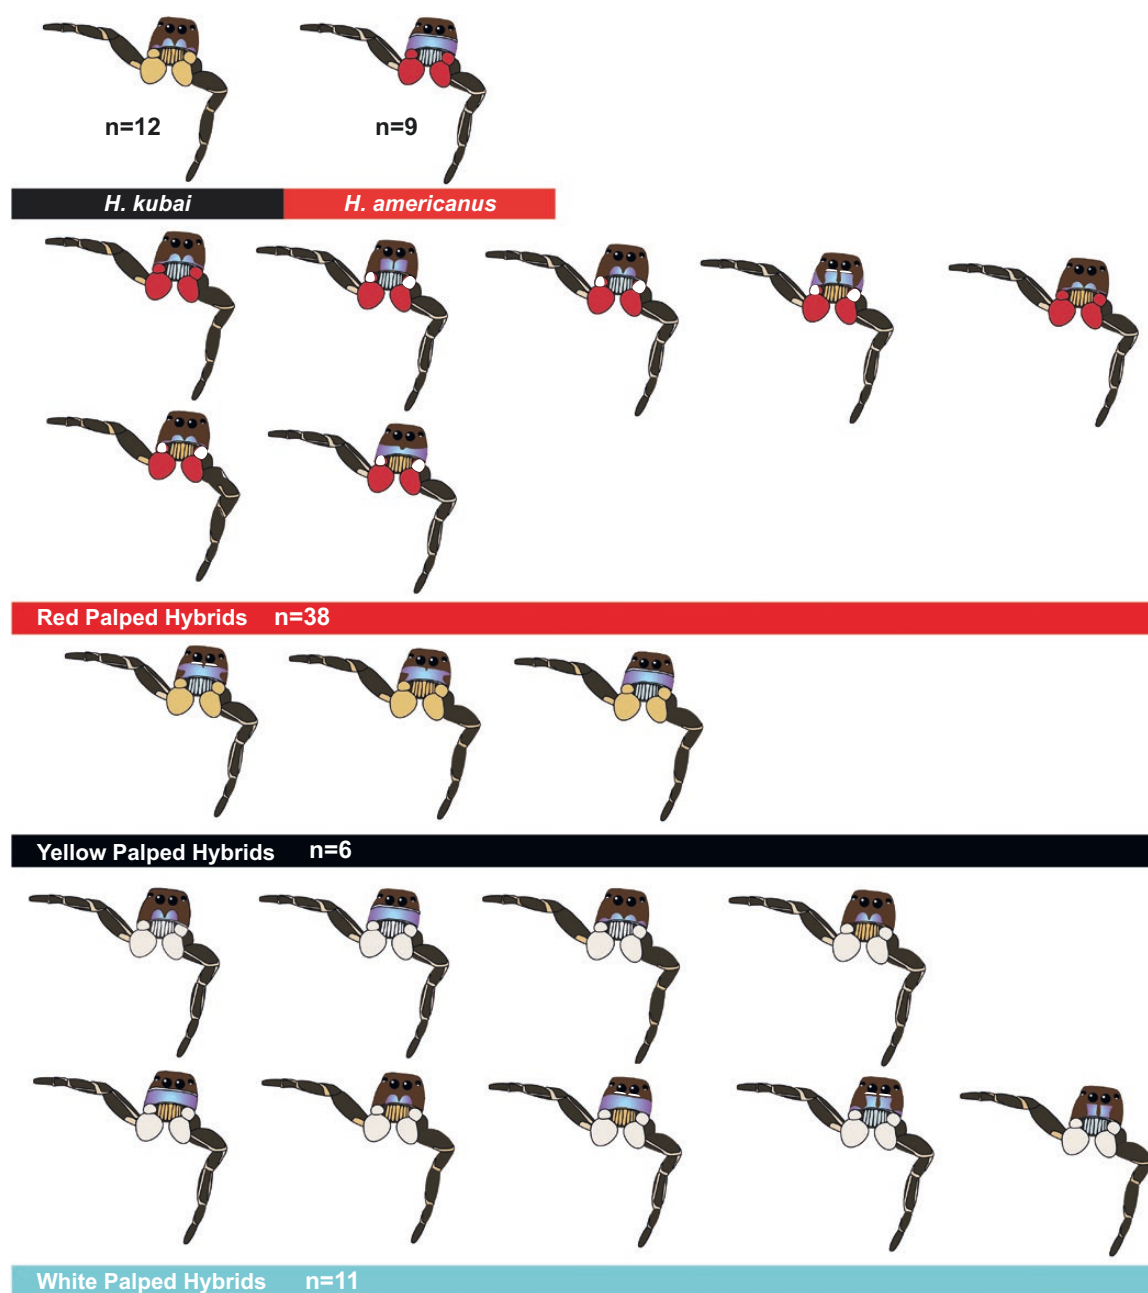 n=12 n=9
H. kubai H. americanus
Red Palped Hybrids n=38
Yellow Palped Hybrids n=6
White Palped Hybrids n=11